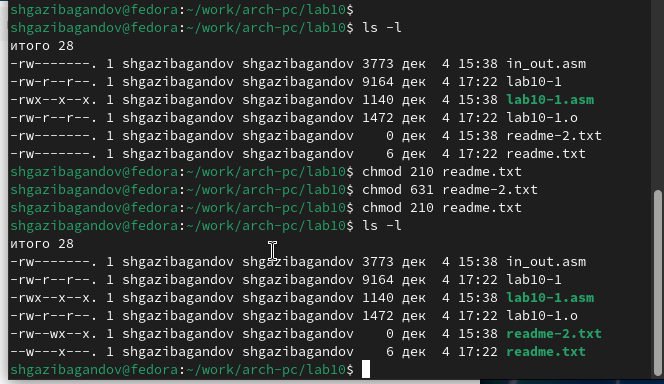 shgazibagandov@fedora:~/work/arch-pc/lab10$
shgazibagandov@fedora:~/work/arch-pc/lab10$ ls -l
итого 28
-rw-------. 1 shgazibagandov shgazibagandov 3773 дек  4 15:38 in_out.asm
-rw-r--r--. 1 shgazibagandov shgazibagandov 9164 дек  4 17:22 lab10-1
-rwx--x--x. 1 shgazibagandov shgazibagandov 1140 дек  4 15:38 lab10-1.asm
-rw-r--r--. 1 shgazibagandov shgazibagandov 1472 дек  4 17:22 lab10-1.o
-rw-------. 1 shgazibagandov shgazibagandov    0 дек  4 15:38 readme-2.txt
-rw-------. 1 shgazibagandov shgazibagandov    6 дек  4 17:22 readme.txt
shgazibagandov@fedora:~/work/arch-pc/lab10$ chmod 210 readme.txt
shgazibagandov@fedora:~/work/arch-pc/lab10$ chmod 631 readme-2.txt
shgazibagandov@fedora:~/work/arch-pc/lab10$ chmod 210 readme.txt
shgazibagandov@fedora:~/work/arch-pc/lab10$ ls -l
итого 28
-rw-------. 1 shgazibagandov shgazibagandov 3773 дек  4 15:38 in_out.asm
-rw-r--r--. 1 shgazibagandov shgazibagandov 9164 дек  4 17:22 lab10-1
-rwx--x--x. 1 shgazibagandov shgazibagandov 1140 дек  4 15:38 lab10-1.asm
-rw-r--r--. 1 shgazibagandov shgazibagandov 1472 дек  4 17:22 lab10-1.o
-rw--wx--x. 1 shgazibagandov shgazibagandov    0 дек  4 15:38 readme-2.txt
--w---x---. 1 shgazibagandov shgazibagandov    6 дек  4 17:22 readme.txt
shgazibagandov@fedora:~/work/arch-pc/lab10$